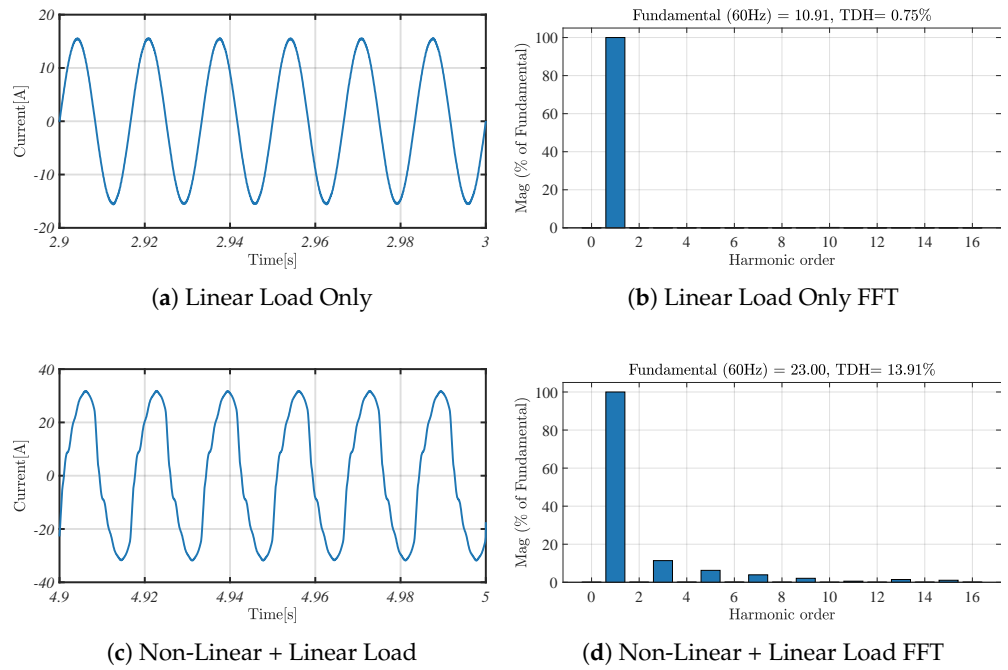 20
10
0
-10
-20
Current[A]
2.9 2.92 2.94 2.96 2.98 3
Time[s]
(a) Linear Load Only
Fundamental (60Hz) = 10.91, TDH= 0.75%
100
80
60
40
20
0
Mag (% of Fundamental)
0 2 4 6 8 10 12 14 16
Harmonic order
(b) Linear Load Only FFT
40
20
0
-20
-40
Current[A]
4.9 4.92 4.94 4.96 4.98 5
Time[s]
(c) Non-Linear + Linear Load
Fundamental (60Hz) = 23.00, TDH= 13.91%
100
80
60
40
20
0
Mag (% of Fundamental)
0 2 4 6 8 10 12 14 16
Harmonic order
(d) Non-Linear + Linear Load FFT